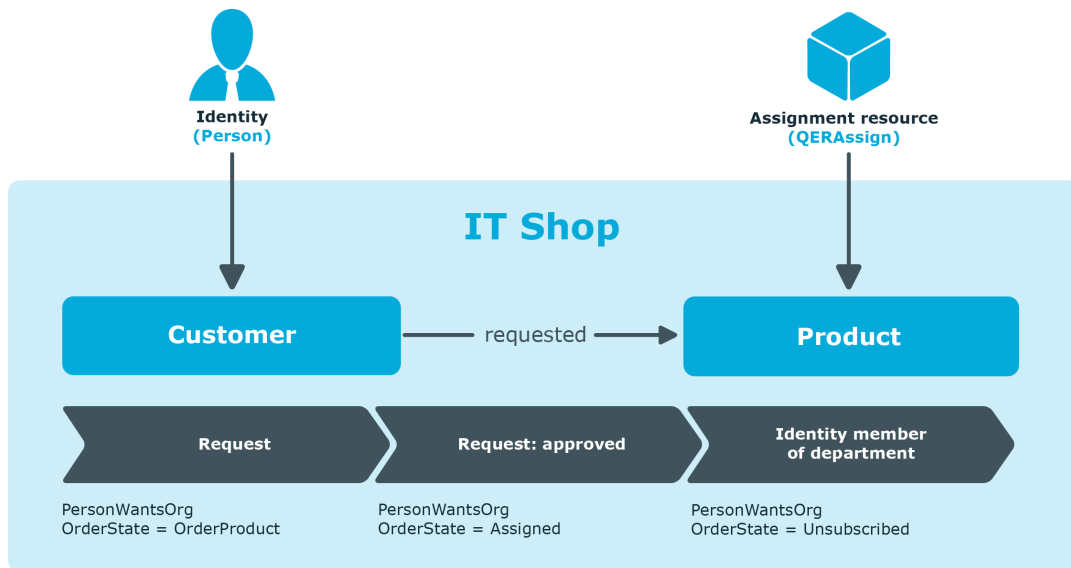 Identity
(Person)
Assignment resource
(QERAssign)
IT Shop
Customer
requested
Product
Request
Request: approved
Identity member
of department
PersonWantsOrg
OrderState = OrderProduct
PersonWantsOrg
OrderState = Assigned
PersonWantsOrg
OrderState = Unsubscribed